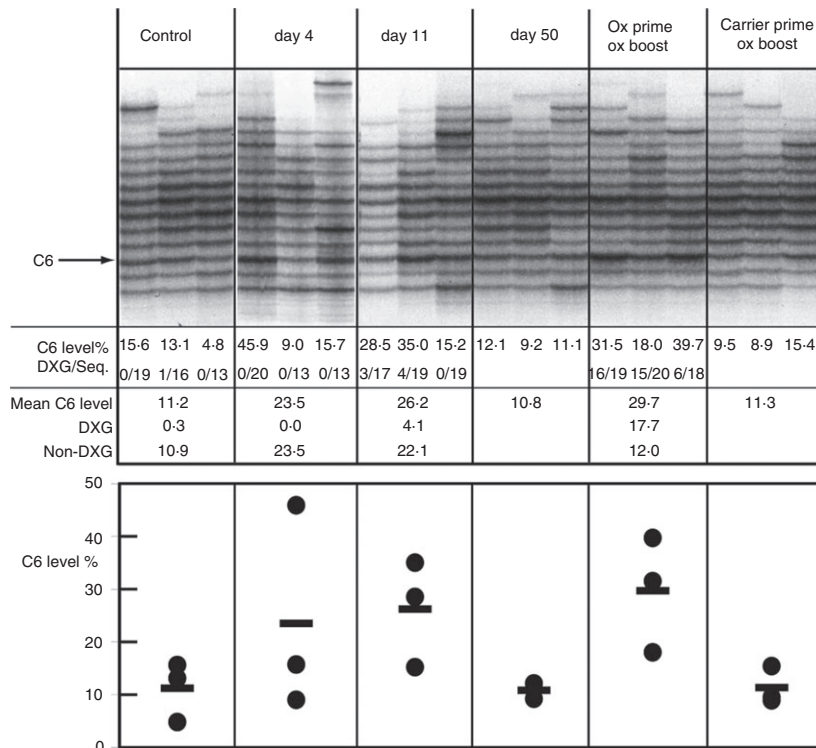 Control day 4 day 11 day 50 Ox prime ox boost Carrier prime ox boost
C6
C6 level% 15·6 13·1 4·8 45·9 9·0 15·7 28·5 35·0 15·2 12·1 9·2 11·1 31·5 18·0 39·7 9·5 8·9 15·4
DXG/Seq. 0/19 1/16 0/13 0/20 0/13 0/13 3/17 4/19 0/19 16/19 15/20 6/18
Mean C6 level 11·2 23·5 26·2 10·8 29·7 11·3
DXG 0·3 0·0 4·1 17·7
Non-DXG 10·9 23·5 22·1 12·0
50
40
C6 level %
30
20
10
0